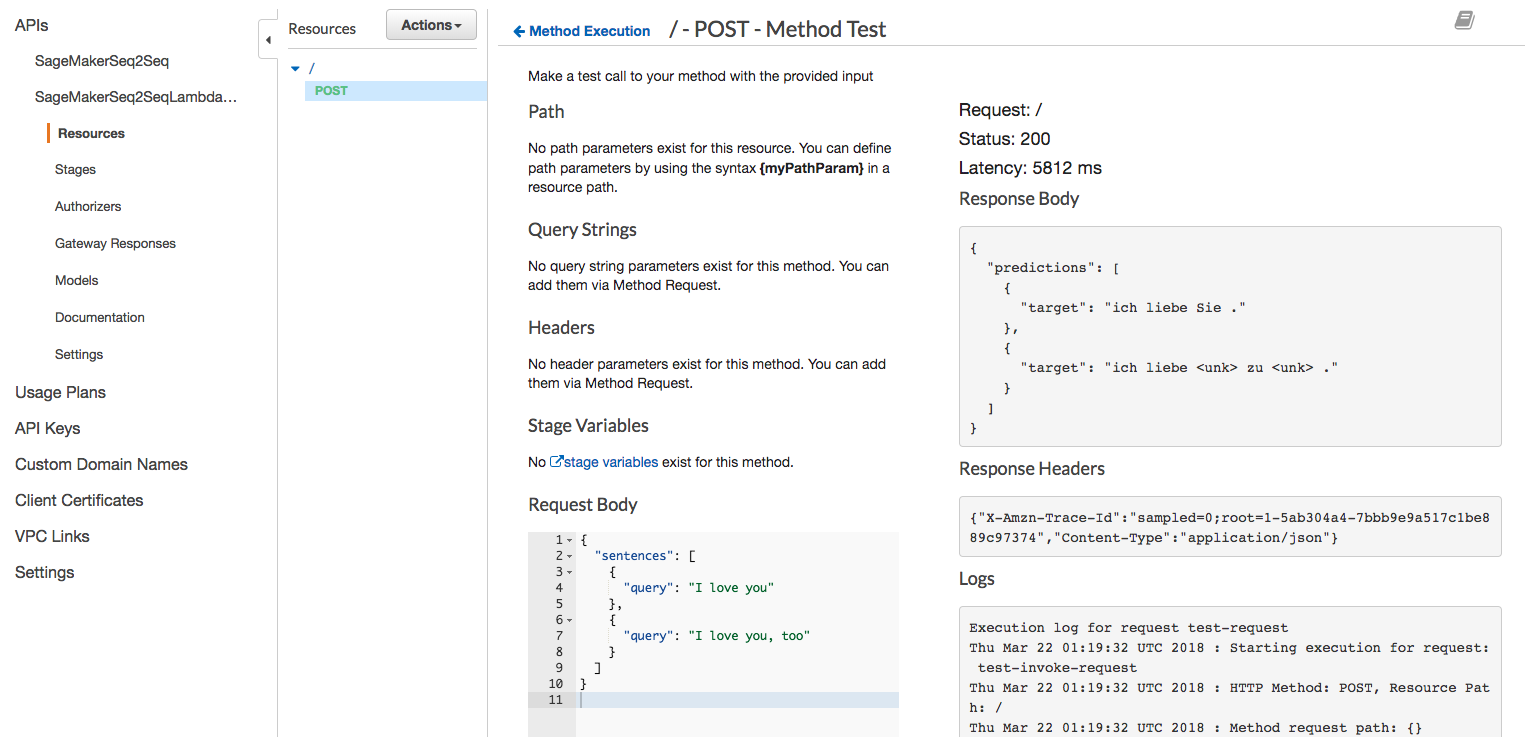 APIs
SageMakerSeq2Seq
SageMakerSeq2SeqLambda...
Resources
Stages
Authorizers
Gateway Responses
Models
Documentation
Settings
Usage Plans
API Keys
Custom Domain Names
Client Certificates
VPC Links
Settings
Resources
Actions
/
POST
Method Execution
/ - POST - Method Test
Make a test call to your method with the provided input
Path
No path parameters exist for this resource. You can define
path parameters by using the syntax {myPathParam} in a
resource path.
Query Strings
No query string parameters exist for this method. You can
add them via Method Request.
Headers
No header parameters exist for this method. You can add
them via Method Request.
Stage Variables
No stage variables exist for this method.
Request Body
1 {
2 "sentences": [
3 {
4 "query": "I love you"
5 },
6 {
7 "query": "I love you, too"
8 }
9 ]
10 }
11
Request: /
Status: 200
Latency: 5812 ms
Response Body
{
"predictions": [
{
"target": "ich liebe Sie ."
},
{
"target": "ich liebe <unk> zu <unk> ."
}
]
}
Response Headers
{"X-Amzn-Trace-Id":"sampled=0;root=1-5ab304a4-7bbb9e9a517c1be8
89c97374","Content-Type":"application/json"}
Logs
Execution log for request test-request
Thu Mar 22 01:19:32 UTC 2018 : Starting execution for request:
test-invoke-request
Thu Mar 22 01:19:32 UTC 2018 : HTTP Method: POST, Resource Pat
h: /
Thu Mar 22 01:19:32 UTC 2018 : Method request path: {}